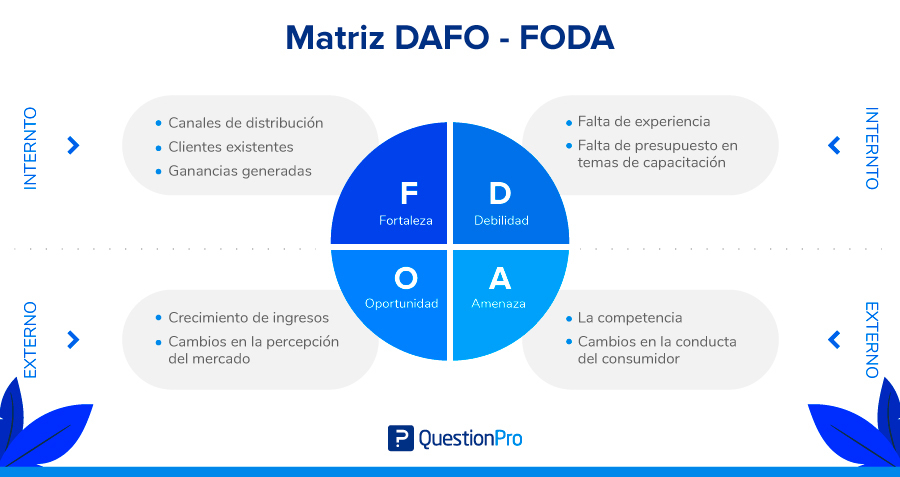 Matriz DAFO - FODA
INTERNTO
Canales de distribución
Clientes existentes
Ganancias generadas
F
Fortaleza
D
Debilidad
Falta de experiencia
Falta de presupuesto en
temas de capacitación
INTERNTO
EXTERNO
Crecimiento de ingresos
Cambios en la percepción
del mercado
O
Oportunidad
A
Amenaza
La competencia
Cambios en la conducta
del consumidor
EXTERNO
QuestionPro